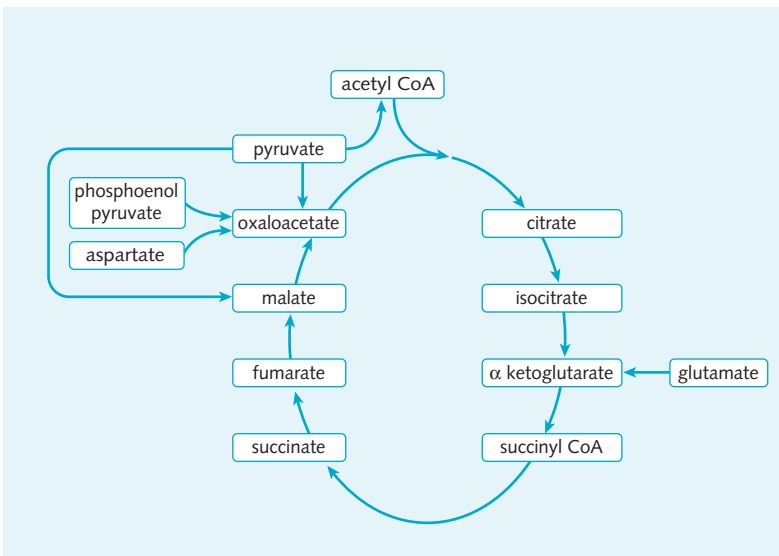 acetyl CoA
pyruvate
phosphoenol
pyruvate
oxaloacetate
citrate
aspartate
malate
isocitrate
fumarate
α ketoglutarate
glutamate
succinate
succinyl CoA